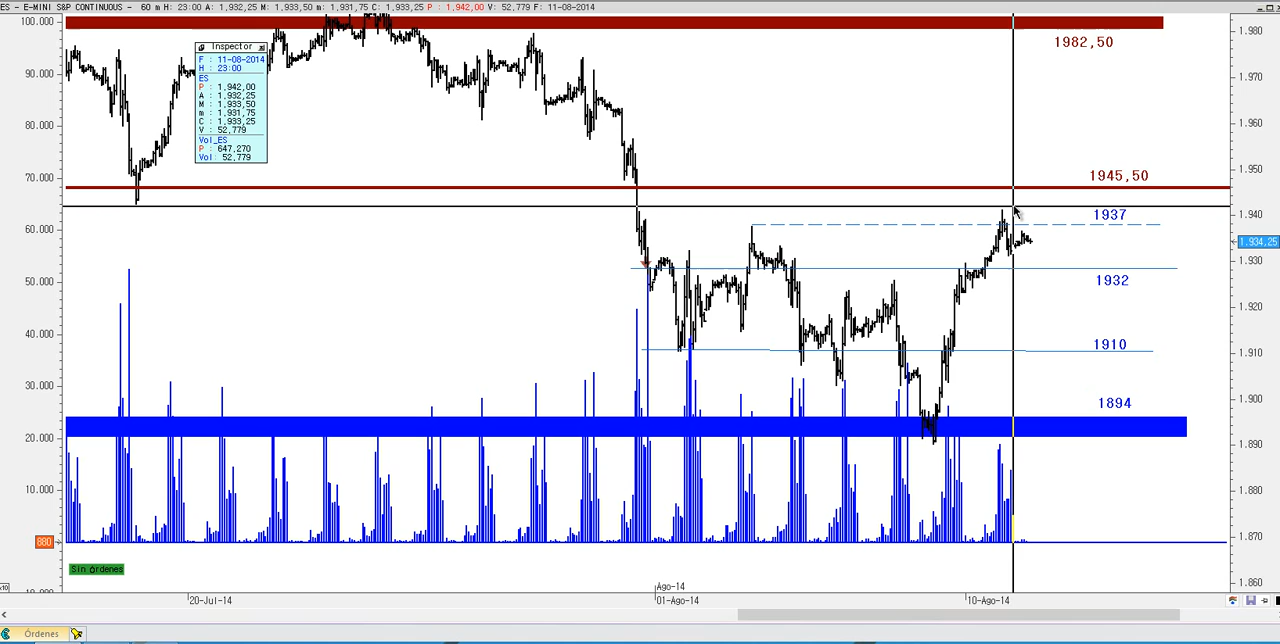 ES - E-MINI S&P CONTINUOUS - 60 m H: 23:00 A: 1,932,25 M: 1,933,50 m: 1,931,75 C: 1,933,25 P : 1,942,00 V: 52,779 F: 11-08-2014
100.000
90.000
80.000
70.000
60.000
50.000
40.000
30.000
20.000
10.000
880
Inspector
F : 11-08-2014
H : 23:00
ES
P : 1,942,00
A : 1,932,25
M : 1,933,50
m : 1,931,75
C : 1,933,25
V : 52,779
Vol_ES
P : 647,270
Vol: 52,779
1982,50
1945,50
1937
1932
1910
1894
1.980
1.970
1.960
1.950
1.940
1.934,25
1.930
1.920
1.910
1.900
1.890
1.880
1.870
1.860
Sin órdenes
Ago-14
20-Jul-14
01-Ago-14
10-Ago-14
Órdenes